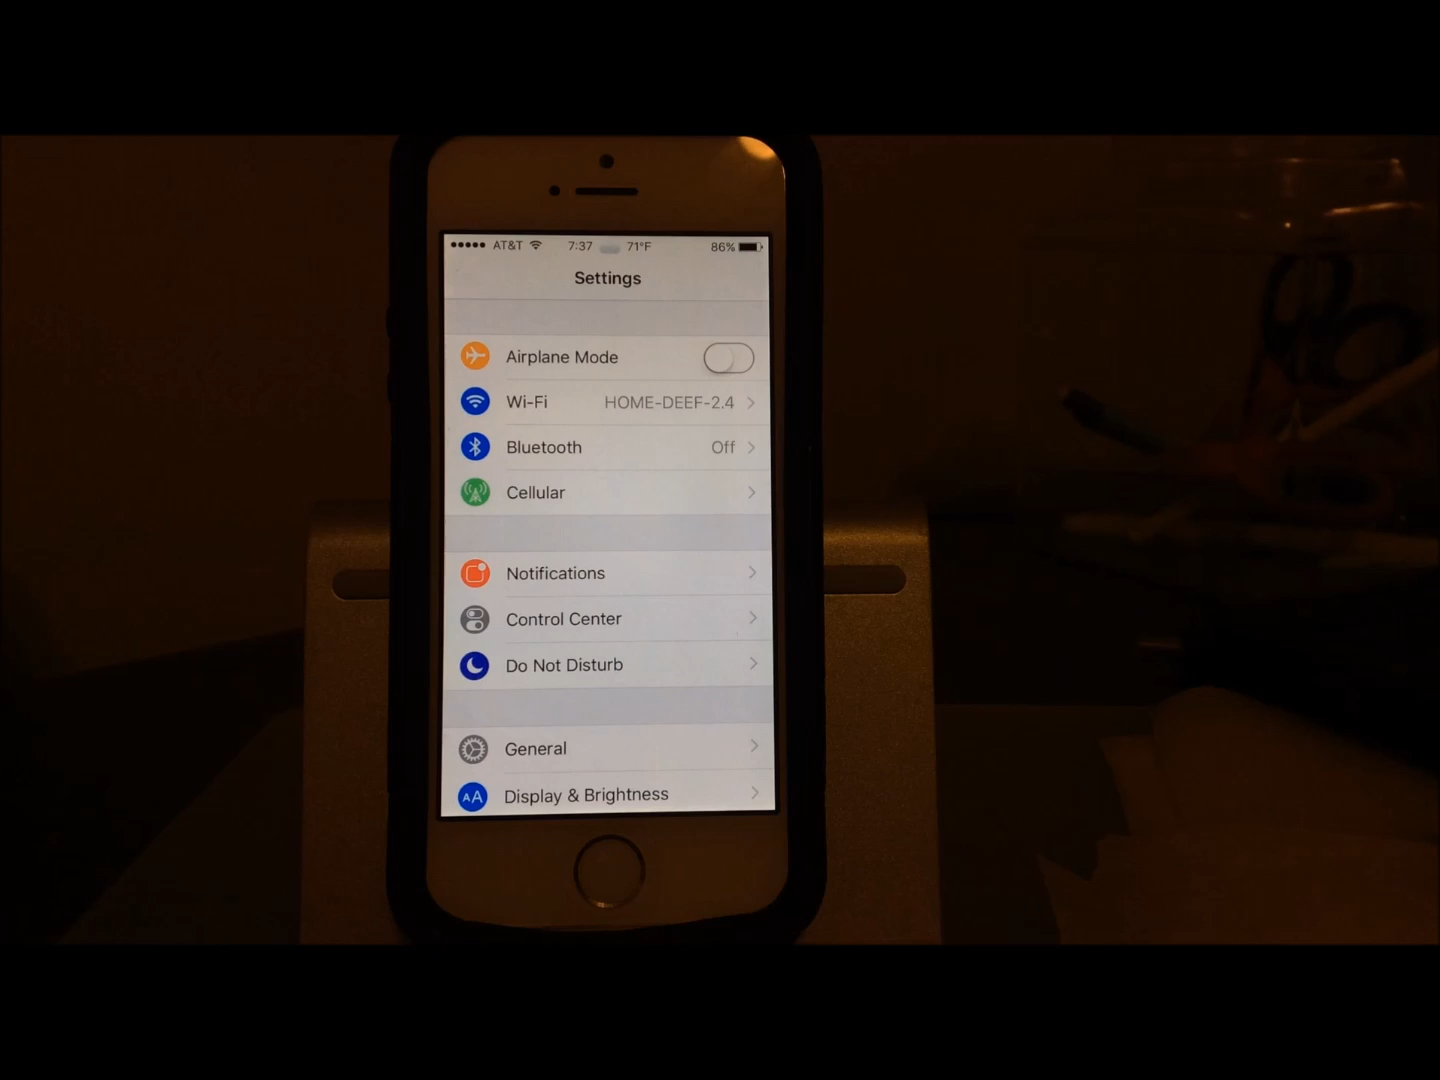 AT&T 7:37 71°F 86%
Settings
Airplane Mode
Wi-Fi HOME-DEEF-2.4
Bluetooth Off
Cellular
Notifications
Control Center
Do Not Disturb
General
AA Display & Brightness